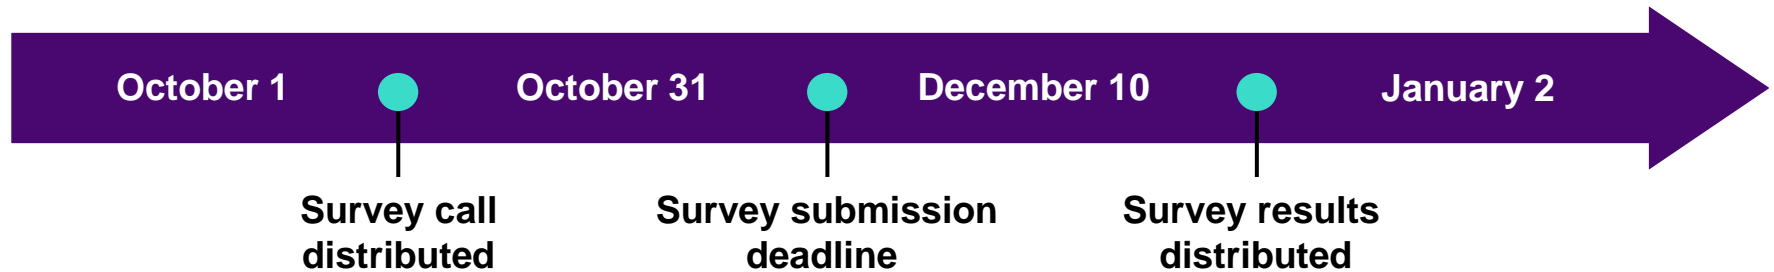 October 1
October 31
December 10
January 2
Survey call
distributed
Survey submission
deadline
Survey results
distributed